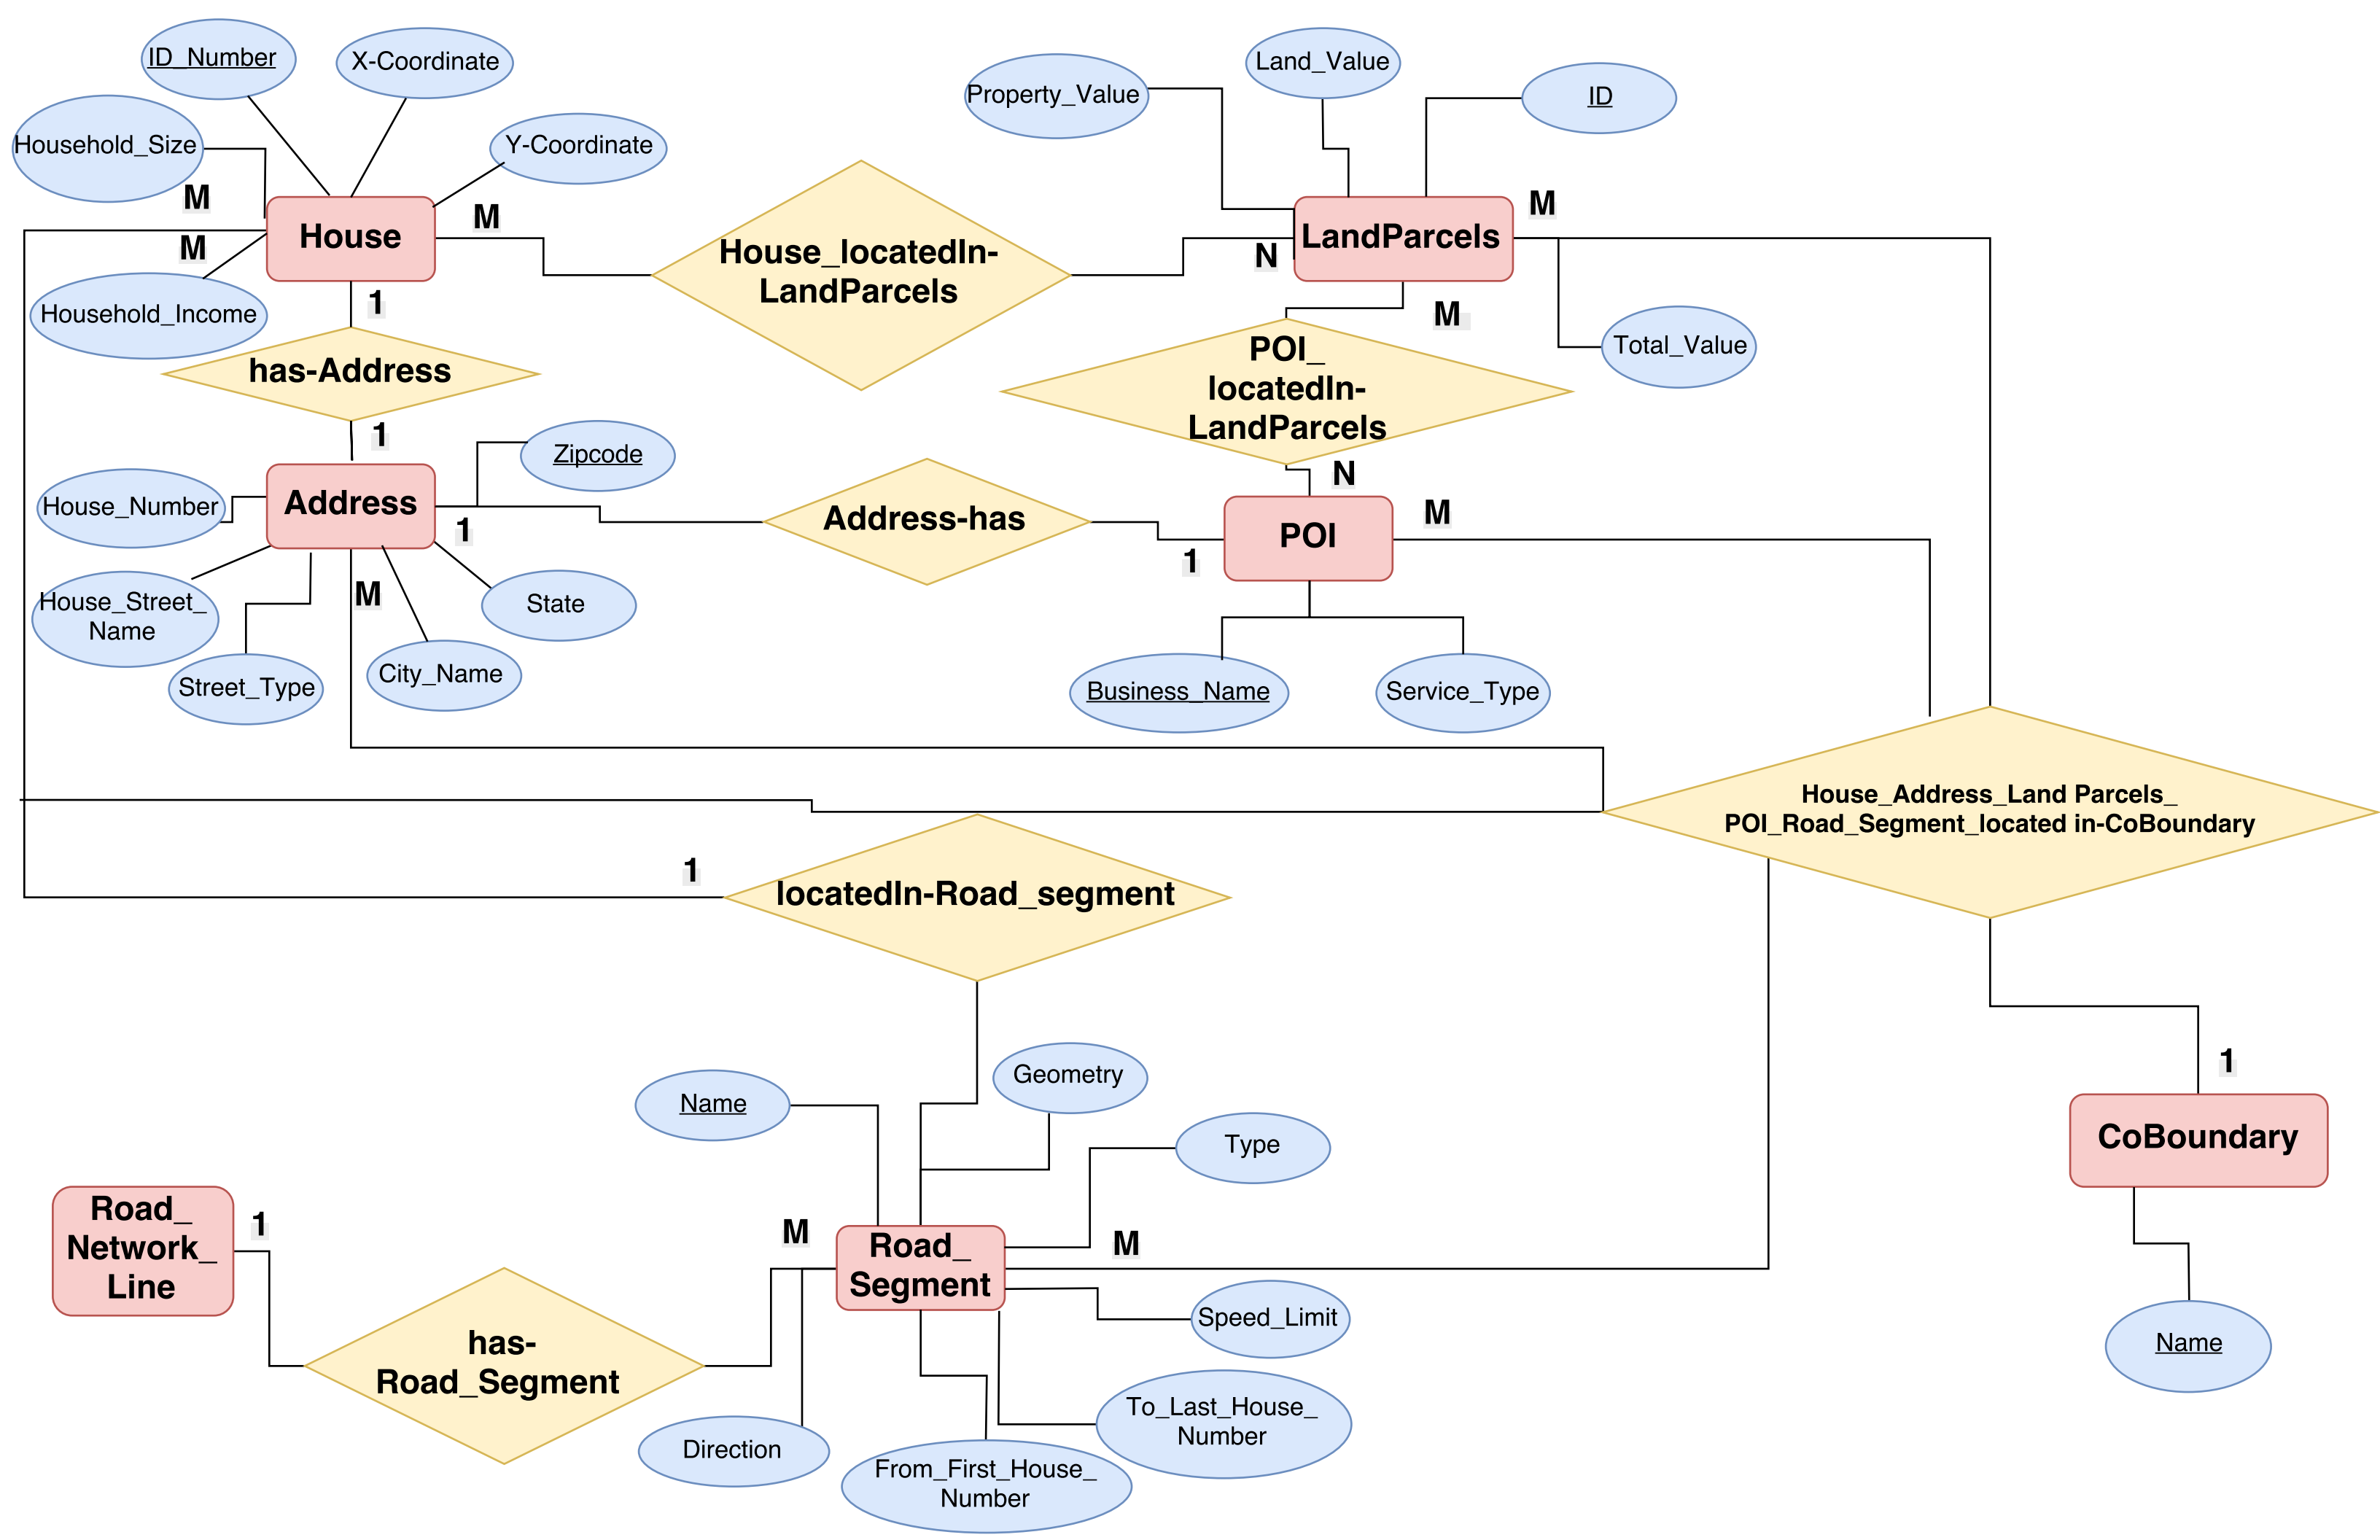 ID_Number
X-Coordinate
Household_Size
Y-Coordinate
M
M
House
M
Household_Income
1
House_locatedIn-
LandParcels
Property_Value
Land_Value
ID
LandParcels
M
N
M
Total_Value
has-Address
1
POI_
locatedIn-
LandParcels
N
Zipcode
House_Number
Address
1
Address-has
1
POI
M
House_Street_
Name
M
State
Street_Type
City_Name
Business_Name
Service_Type
House_Address_Land Parcels_
POI_Road_Segment_located in-CoBoundary
1
locatedIn-Road_segment
Name
Geometry
Type
1
CoBoundary
Road_
Network_
Line
1
M
Road_
Segment
M
Speed_Limit
has-
Road_Segment
Name
Direction
To_Last_House_
Number
From_First_House_
Number